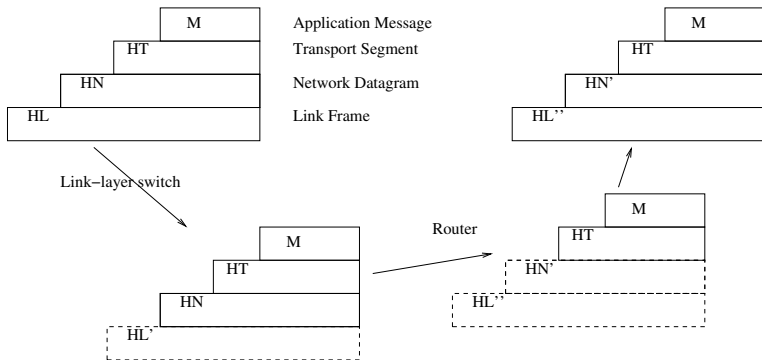 M
Application Message
HT
Transport Segment
HN
Network Datagram
HL
Link Frame
M
HT
HN'
HL''
Link-layer switch
M
HT
HN
HL'
Router
M
HT
HN'
HL''